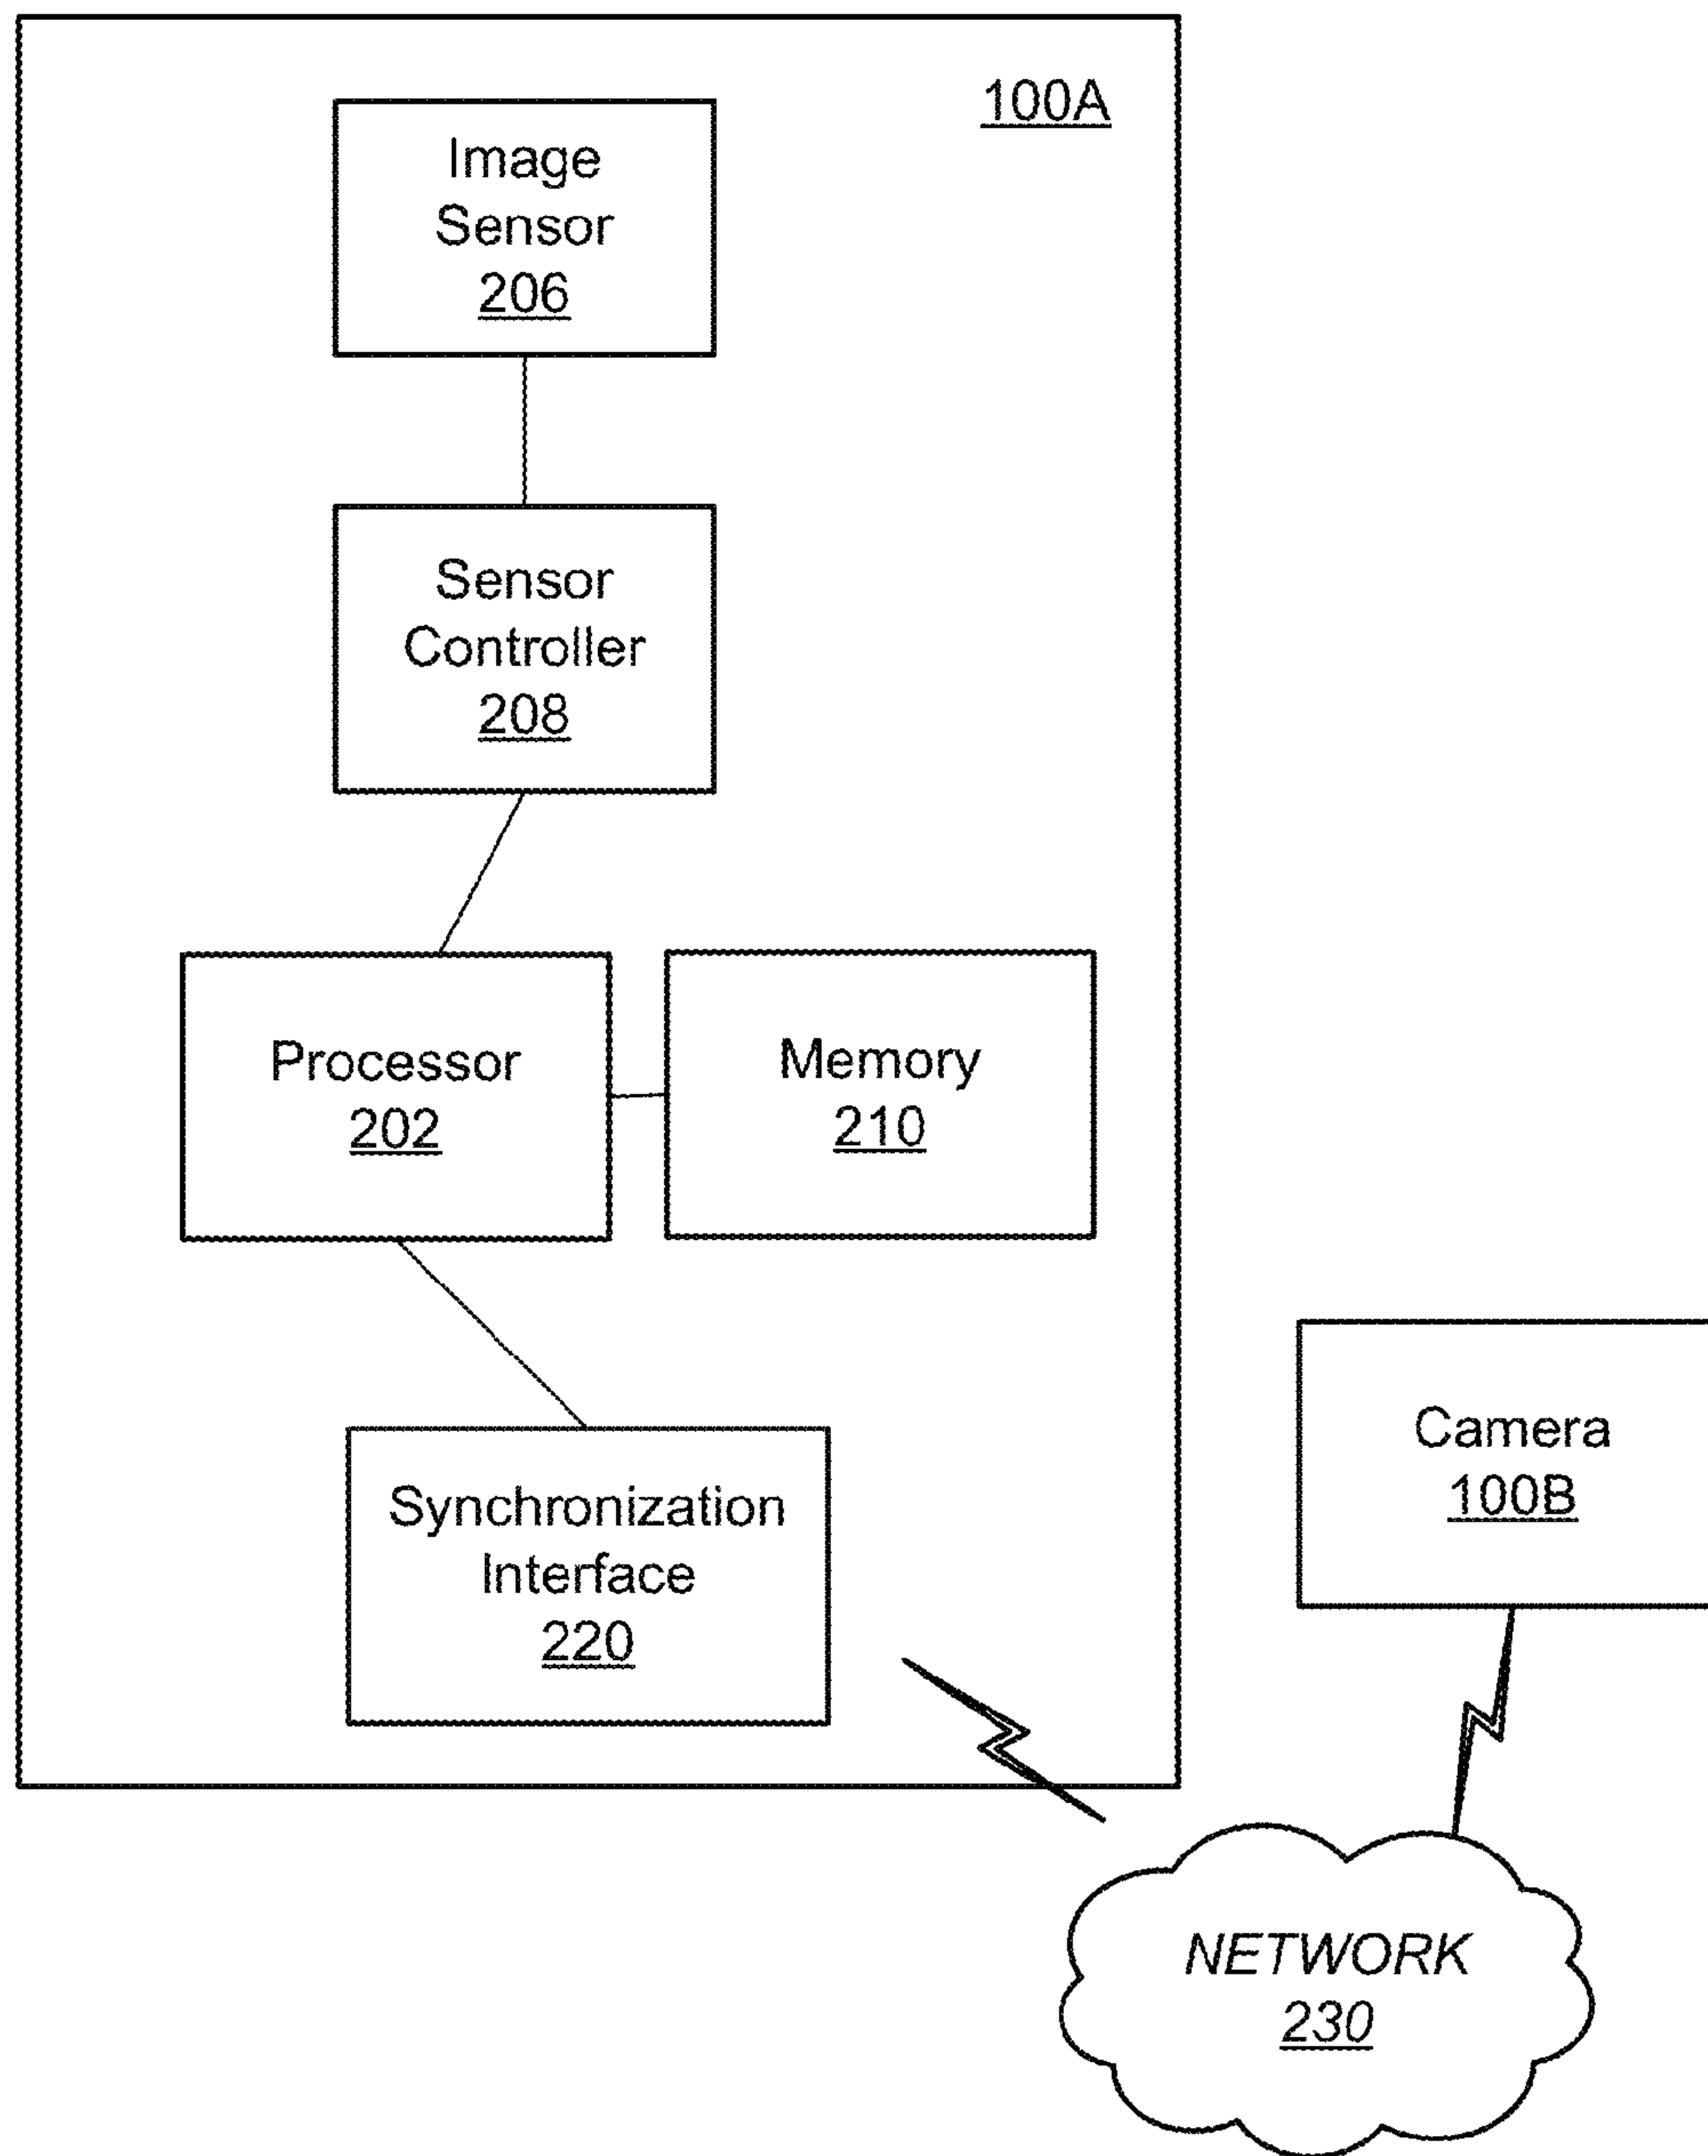 100A
Image
Sensor
206
Sensor
Controller
208
Processor
202
Memory
210
Synchronization
Interface
220
Camera
100B
NETWORK
230